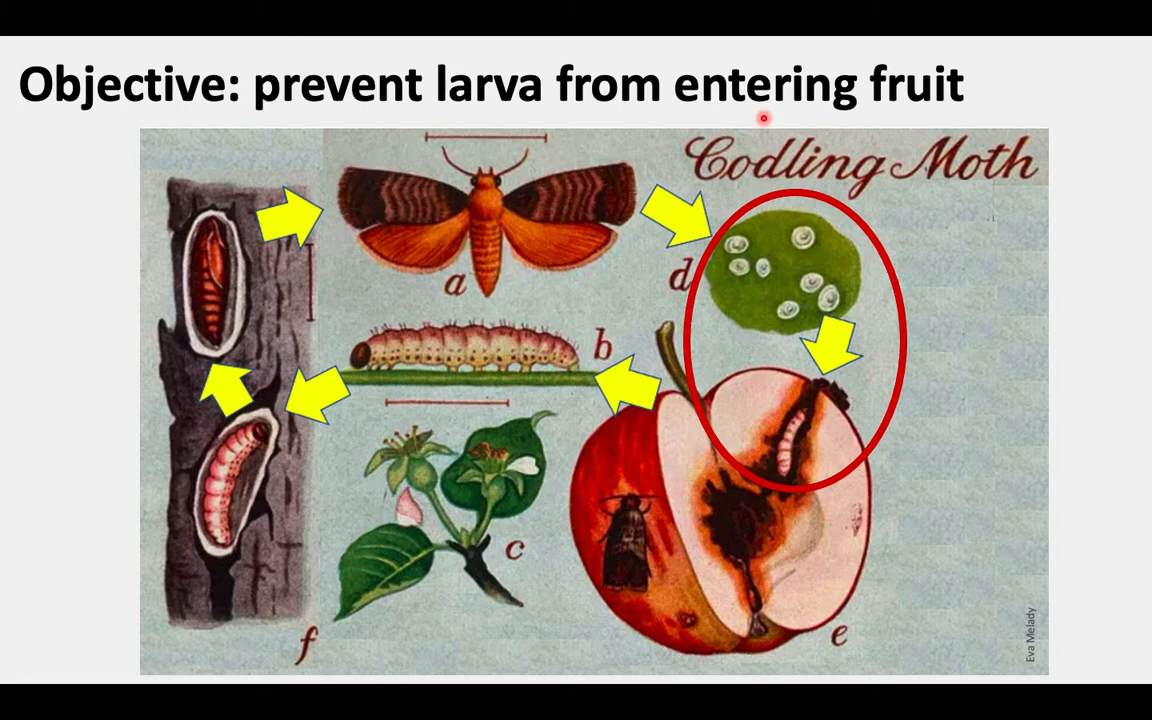 Objective: prevent larva from entering fruit
Codling Moth
a
d
b
c
e
f
Eva Melady